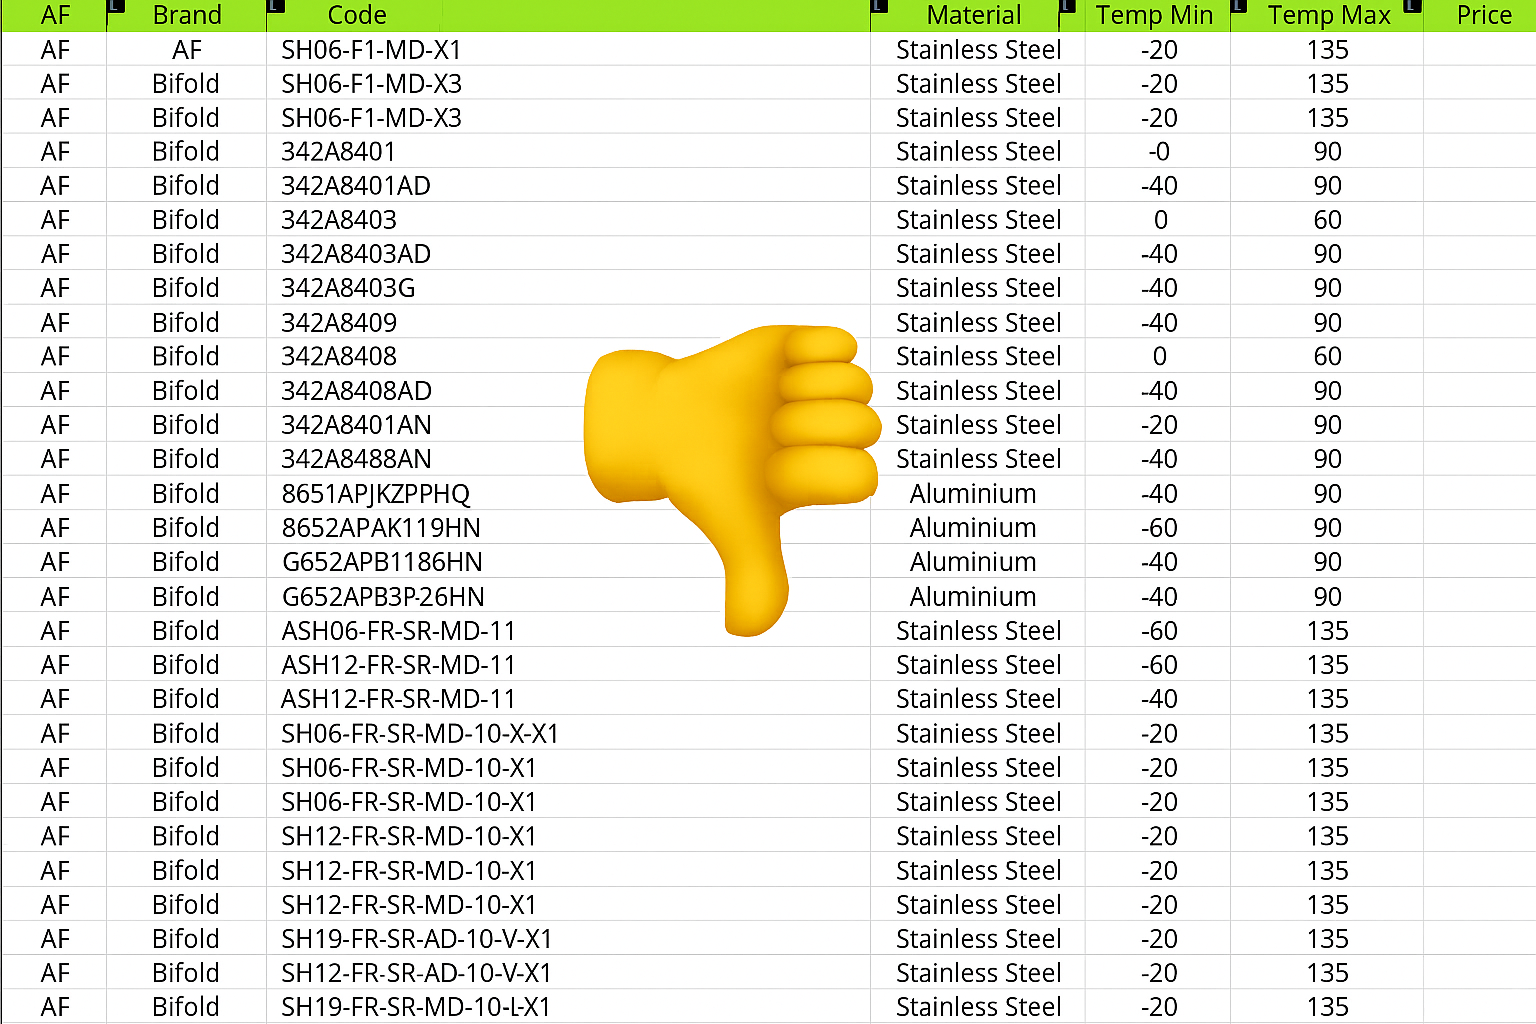 AF Brand Code Material Temp Min Temp Max Price
AF AF SH06-F1-MD-X1 Stainless Steel -20 135
AF Bifold SH06-F1-MD-X3 Stainless Steel -20 135
AF Bifold SH06-F1-MD-X3 Stainless Steel -20 135
AF Bifold 342A8401 Stainless Steel -0 90
AF Bifold 342A8401AD Stainless Steel -40 90
AF Bifold 342A8403 Stainless Steel 0 60
AF Bifold 342A8403AD Stainless Steel -40 90
AF Bifold 342A8403G Stainless Steel -40 90
AF Bifold 342A8409 Stainless Steel -40 90
AF Bifold 342A8408 Stainless Steel 0 60
AF Bifold 342A8408AD Stainless Steel -40 90
AF Bifold 342A8401AN Stainless Steel -20 90
AF Bifold 342A8488AN Stainless Steel -40 90
AF Bifold 8651APJKZPPHQ Aluminium -40 90
AF Bifold 8652APAK119HN Aluminium -60 90
AF Bifold G652APB1186HN Aluminium -40 90
AF Bifold G652APB3P-26HN Aluminium -40 90
AF Bifold ASH06-FR-SR-MD-11 Stainless Steel -60 135
AF Bifold ASH12-FR-SR-MD-11 Stainless Steel -60 135
AF Bifold ASH12-FR-SR-MD-11 Stainless Steel -40 135
AF Bifold SH06-FR-SR-MD-10-X-X1 Stainless Steel -20 135
AF Bifold SH06-FR-SR-MD-10-X1 Stainless Steel -20 135
AF Bifold SH06-FR-SR-MD-10-X1 Stainless Steel -20 135
AF Bifold SH12-FR-SR-MD-10-X1 Stainless Steel -20 135
AF Bifold SH12-FR-SR-MD-10-X1 Stainless Steel -20 135
AF Bifold SH12-FR-SR-MD-10-X1 Stainless Steel -20 135
AF Bifold SH19-FR-SR-AD-10-V-X1 Stainless Steel -20 135
AF Bifold SH12-FR-SR-AD-10-V-X1 Stainless Steel -20 135
AF Bifold SH19-FR-SR-MD-10-L-X1 Stainless Steel -20 135